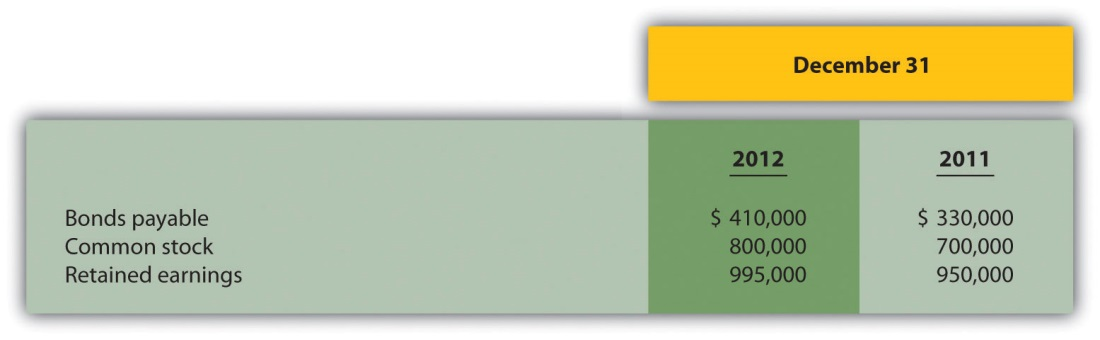 December 31
2012 2011
Bonds payable $ 410,000 $ 330,000
Common stock 800,000 700,000
Retained earnings 995,000 950,000